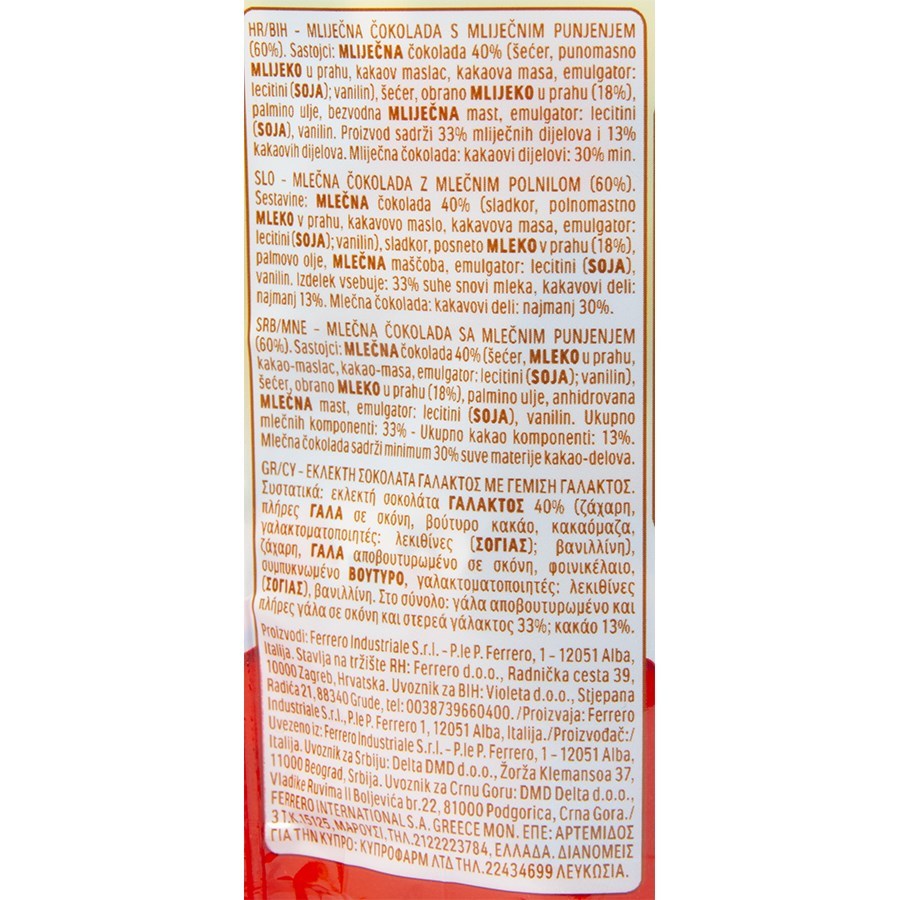 HR/BIH - MLIJEČNA ČOKOLADA S MLIJEČNIM PUNJENJEM
(60%). Sastojci: MLIJEČNA čokolada 40% (šećer, punomasno
MLIJEKO u prahu, kakaov maslac, kakaova masa, emulgator:
lecitini (SOJA); vanilin), šećer, obrano MLIJEKO u prahu (18%),
palmino ulje, bezvodna MLIJEČNA mast, emulgator: lecitini
(SOJA), vanilin. Proizvod sadrži 33% mliječnih dijelova i 13%
kakaovih dijelova. Mliječna čokolada: kakaovi dijelovi: 30% min.
SLO - MLEČNA ČOKOLADA Z MLEČNIM POLNILOM (60%).
Sestavine: MLEČNA čokolada 40% (sladkor, polnomastno
MLEKO v prahu, kakavovo maslo, kakavova masa, emulgator:
lecitini (SOJA); vanilin), sladkor, posneto MLEKO v prahu (18%),
palmovo olje, MLEČNA maščoba, emulgator: lecitini (SOJA),
vanilin. Izdelek vsebuje: 33% suhe snovi mleka, kakavovi deli:
najmanj 13%. Mlečna čokolada: kakavovi deli: najmanj 30%.
SRB/MNE - MLEČNA ČOKOLADA SA MLEČNIM PUNJENJEM
(60%). Sastojci: MLEČNA čokolada 40% (šećer, MLEKO u prahu,
kakao-maslac, kakao-masa, emulgator: lecitini (SOJA); vanilin),
šećer, obrano MLEKO u prahu (18%), palmino ulje, anhidrovana
MLEČNA mast, emulgator: lecitini (SOJA), vanilin. Ukupno
mlečnih komponenti: 33% - Ukupno kakao komponenti: 13%.
Mlečna čokolada sadrži minimum 30% suve materije kakao-delova.
GR/CY - ΕΚΛΕΚΤΗ ΣΟΚΟΛΑΤΑ ΓΑΛΑΚΤΟΣ ΜΕ ΓΕΜΙΣΗ ΓΑΛΑΚΤΟΣ.
Συστατικά: εκλεκτή σοκολάτα ΓΑΛΑΚΤΟΣ 40% (ζάχαρη,
πλήρες ΓΑΛΑ σε σκόνη, βούτυρο κακάο, κακαόμαζα,
γαλακτοματοποιητές: λεκιθίνες (ΣΟΓΙΑΣ); βανιλλίνη),
ζάχαρη, ΓΑΛΑ αποβουτυρωμένο σε σκόνη, φοινικέλαιο,
συμπυκνωμένο ΒΟΥΤΥΡΟ, γαλακτοματοποιητές: λεκιθίνες
(ΣΟΓΙΑΣ), βανιλλίνη. Στο σύνολο: γάλα αποβουτυρωμένο και
πλήρες γάλα σε σκόνη και στερεά γάλακτος 33%; κακάο 13%.
Proizvodi: Ferrero Industriale S.r.l. - P.le P. Ferrero, 1 - 12051 Alba,
Italija. Stavlja na tržište RH: Ferrero d.o.o., Radnička cesta 39,
10000 Zagreb, Hrvatska. Uvoznik za BIH: Violeta d.o.o., Stjepana
Radića 21, 88340 Grude, tel: 0038739660400. /Proizvaja: Ferrero
Industriale S.r.l., P.le P. Ferrero 1, 12051 Alba, Italija. /Proizvođač:/
Uvezeno iz: Ferrero Industriale S.r.l. - P.le P. Ferrero, 1 - 12051 Alba,
Italija. Uvoznik za Srbiju: Delta DMD d.o.o., Žorža Klemansoa 37,
11000 Beograd, Srbija. Uvoznik za Crnu Goru: DMD Delta d.o.o.,
Vladike Ruvima II Boljevića br. 22, 81000 Podgorica, Crna Gora./
FERRERO INTERNATIONAL S.A. GREECE MON. ΕΠΕ: ΑΡΤΕΜΙΔΟΣ
3 Τ.Κ. 15125, ΜΑΡΟΥΣΙ. ΤΗΛ. 2122223784, ΕΛΛΑΔΑ. ΔΙΑΝΟΜΕΙΣ
ΓΙΑ ΤΗΝ ΚΥΠΡΟ: ΚΥΠΡΟΦΑΡΜ ΛΤΔ ΤΗΛ. 22434699 ΛΕΥΚΩΣΙΑ.